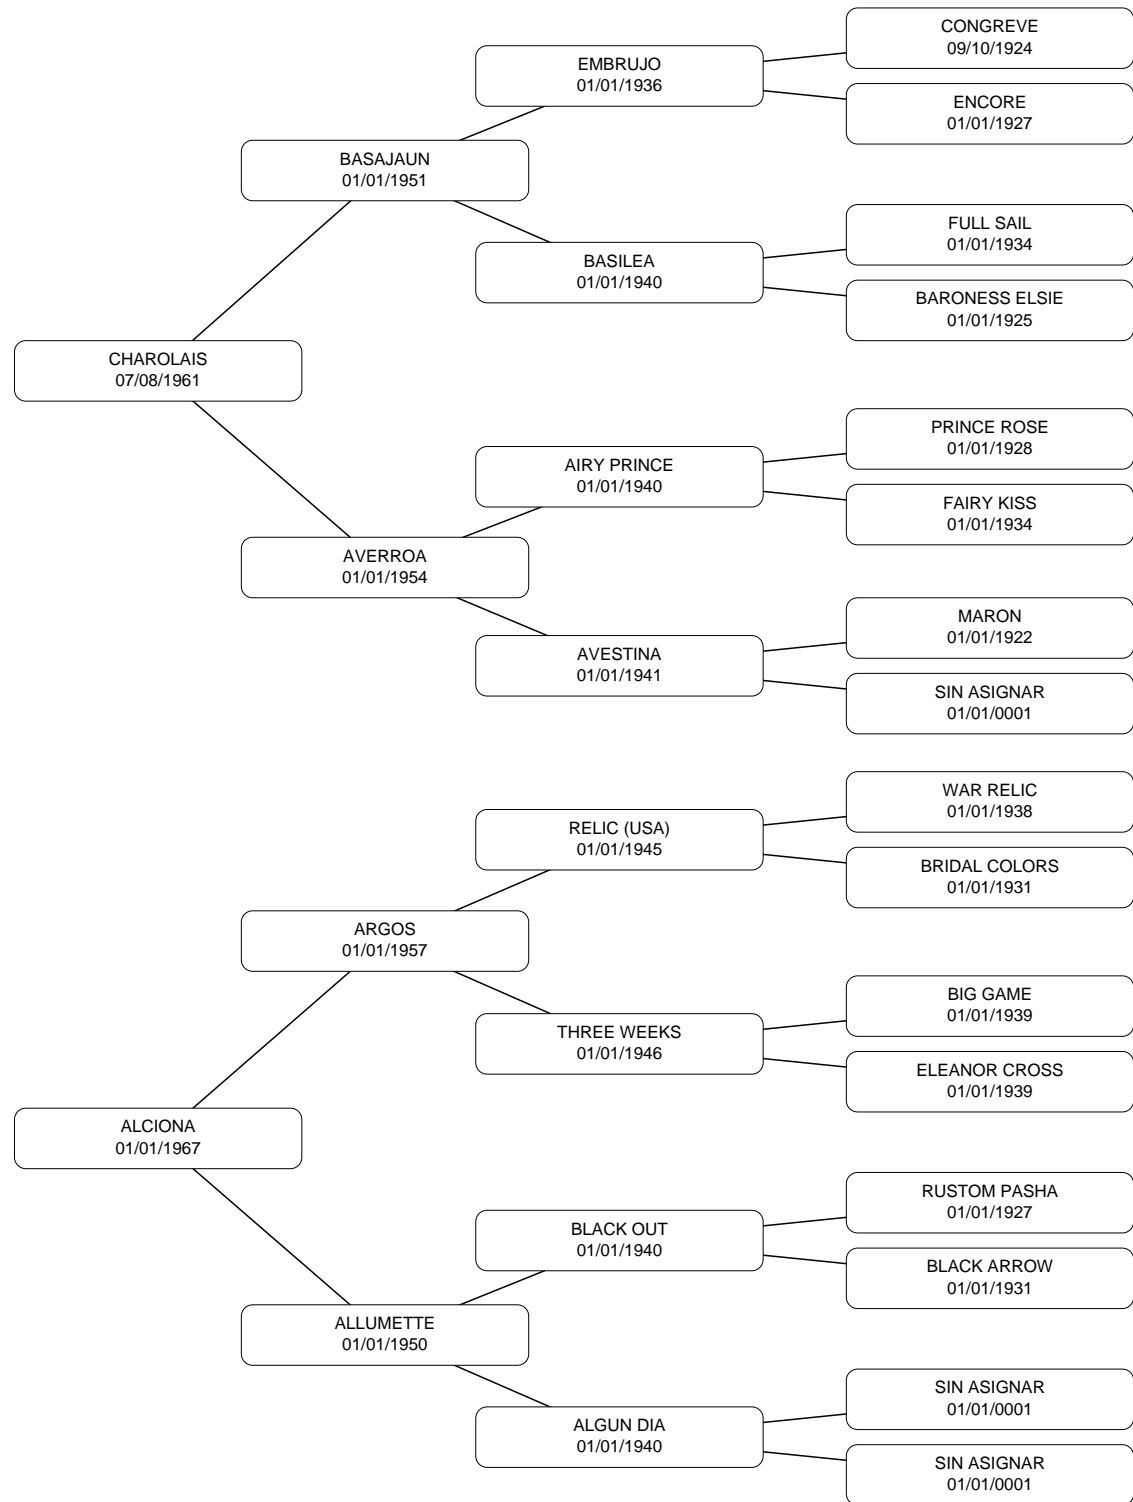 CONGREVE
09/10/1924
EMBRUJO
01/01/1936
ENCORE
01/01/1927
BASAJAUN
01/01/1951
FULL SAIL
01/01/1934
BASILEA
01/01/1940
BARONESS ELSIE
01/01/1925
CHAROLAIS
07/08/1961
PRINCE ROSE
01/01/1928
AIRY PRINCE
01/01/1940
FAIRY KISS
01/01/1934
AVERROA
01/01/1954
MARON
01/01/1922
AVESTINA
01/01/1941
SIN ASIGNAR
01/01/0001
WAR RELIC
01/01/1938
RELIC (USA)
01/01/1945
BRIDAL COLORS
01/01/1931
ARGOS
01/01/1957
BIG GAME
01/01/1939
THREE WEEKS
01/01/1946
ELEANOR CROSS
01/01/1939
ALCIONA
01/01/1967
RUSTOM PASHA
01/01/1927
BLACK OUT
01/01/1940
BLACK ARROW
01/01/1931
ALLUMETTE
01/01/1950
SIN ASIGNAR
01/01/0001
ALGUN DIA
01/01/1940
SIN ASIGNAR
01/01/0001